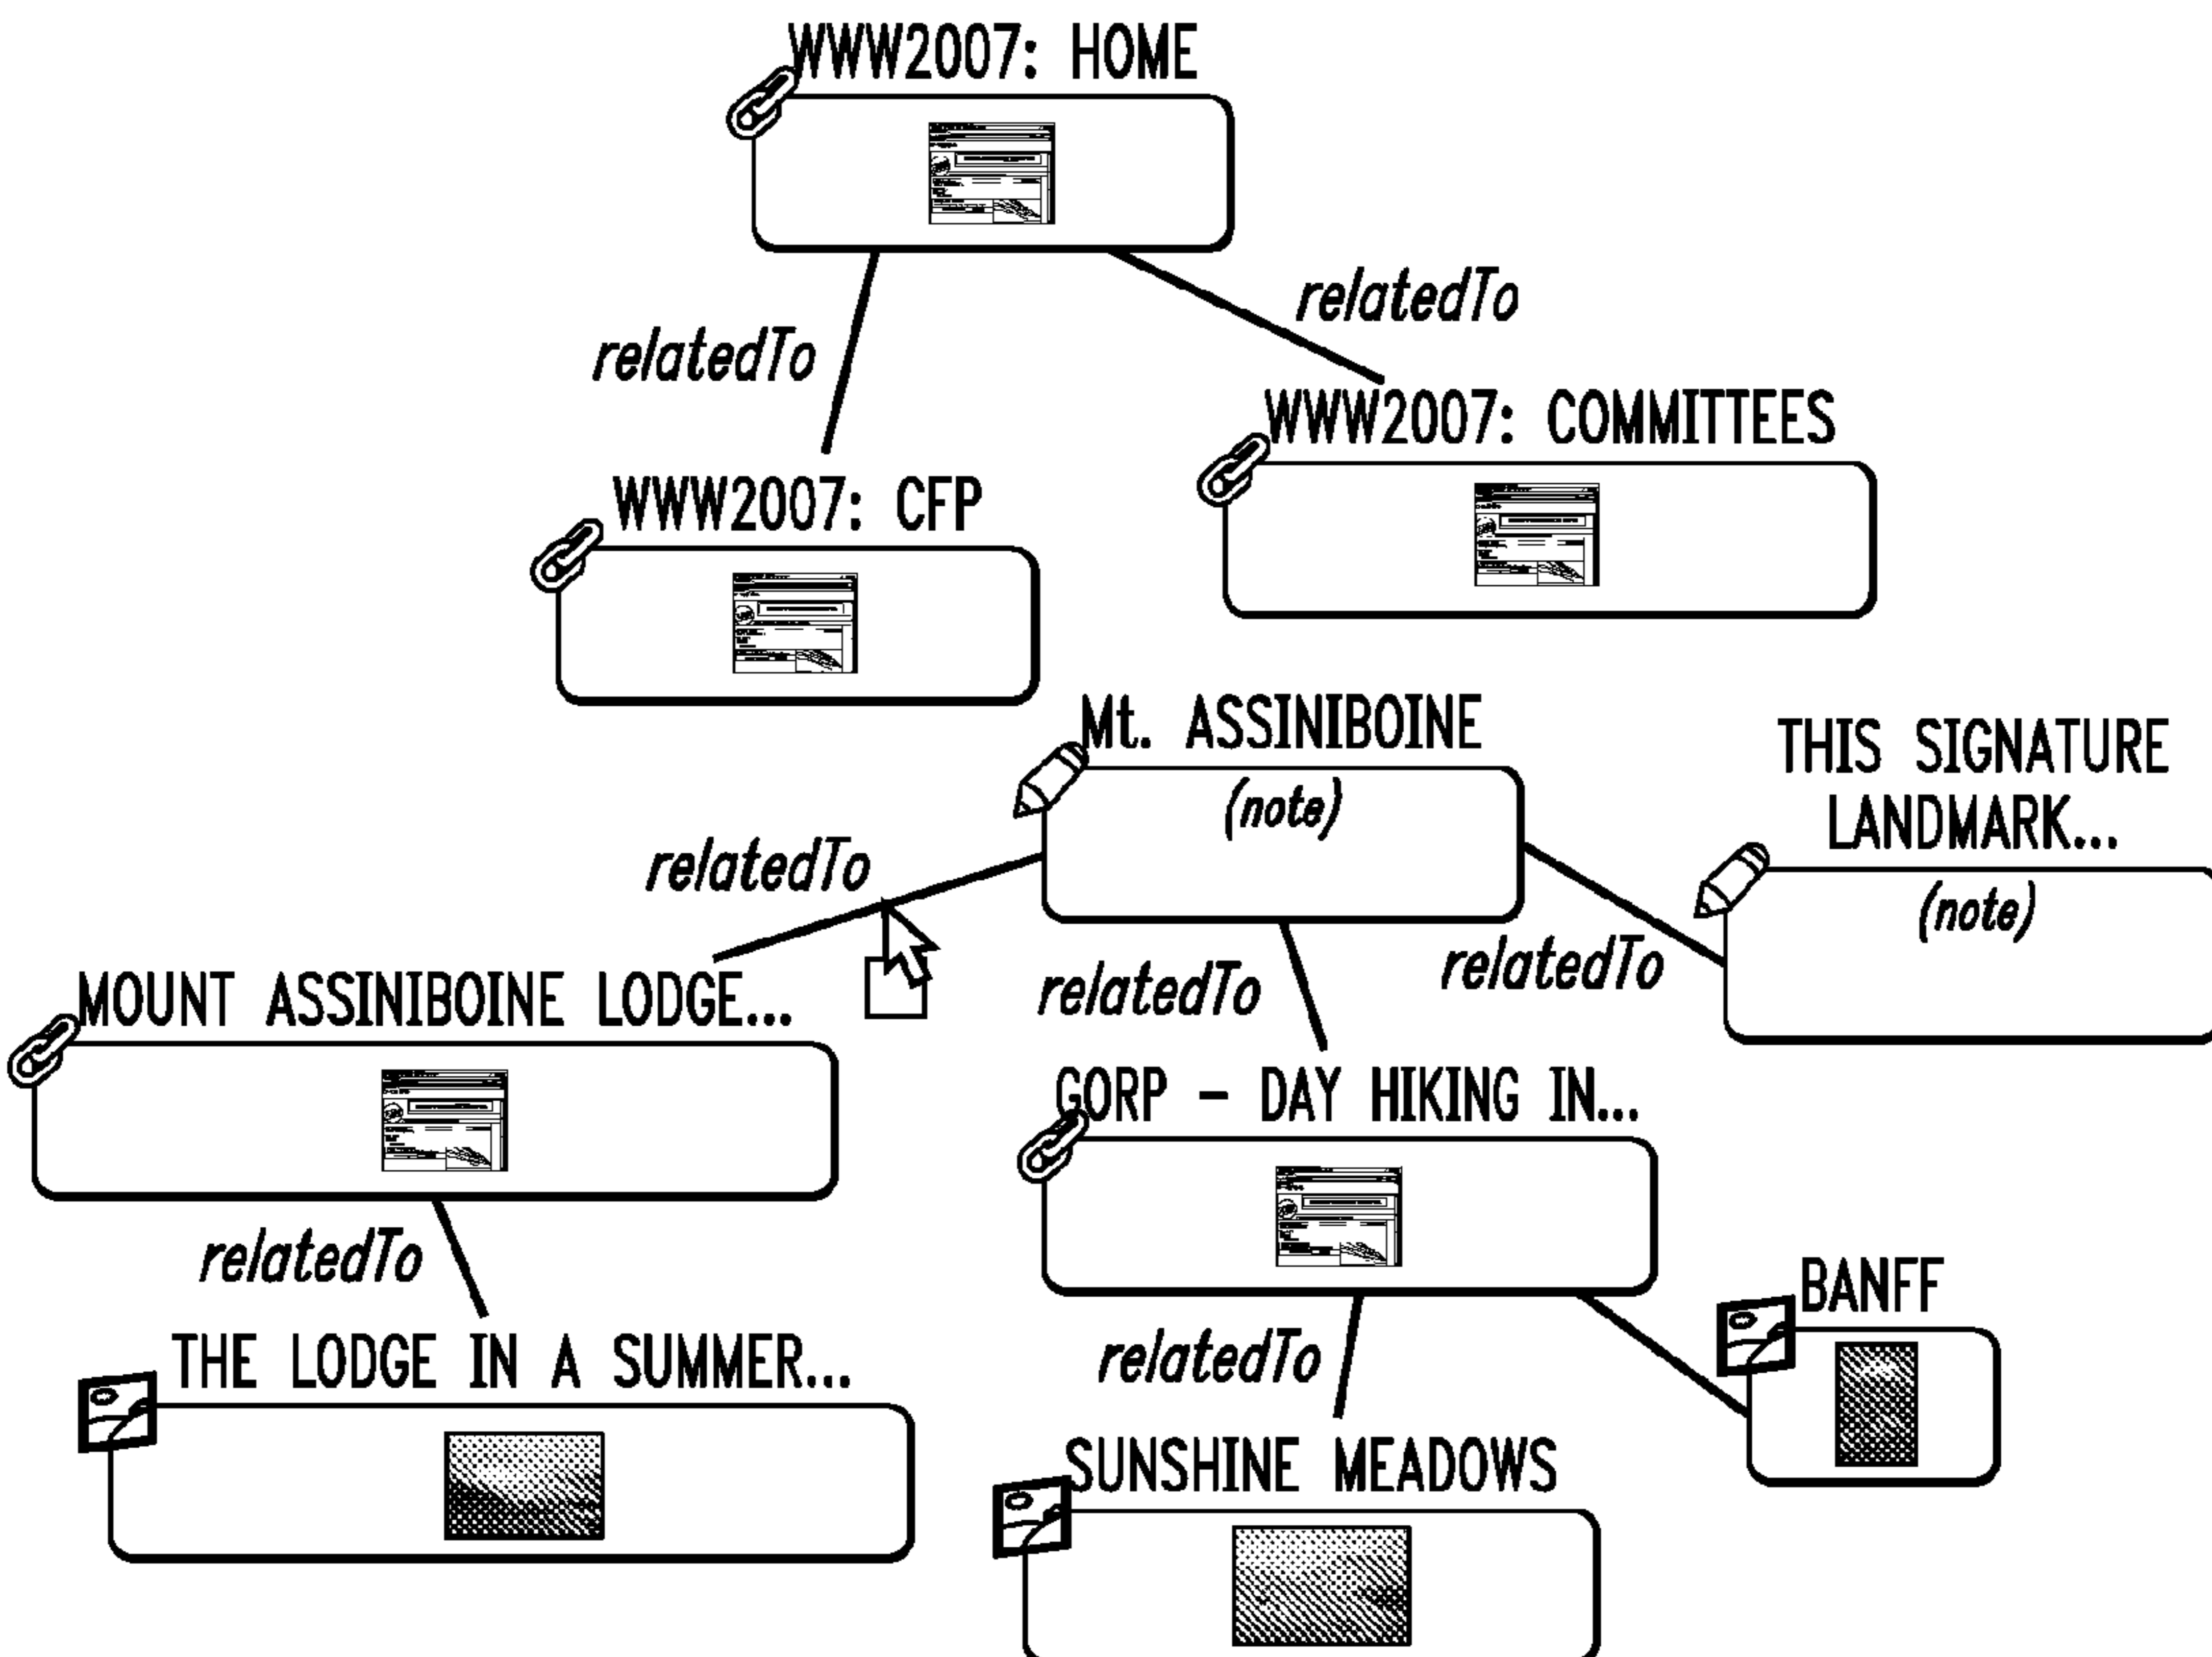 WWW2007: HOME
relatedTo
relatedTo
WWW2007: COMMITTEES
WWW2007: CFP
Mt. ASSINIBOINE
(note)
THIS SIGNATURE
LANDMARK...
(note)
relatedTo
relatedTo
relatedTo
MOUNT ASSINIBOINE LODGE...
GORP - DAY HIKING IN...
relatedTo
BANFF
relatedTo
THE LODGE IN A SUMMER...
SUNSHINE MEADOWS